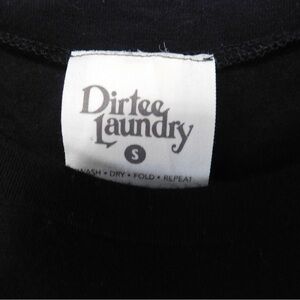 Dirtee
Laundry
S
WASH • DRY • FOLD • REPEAT